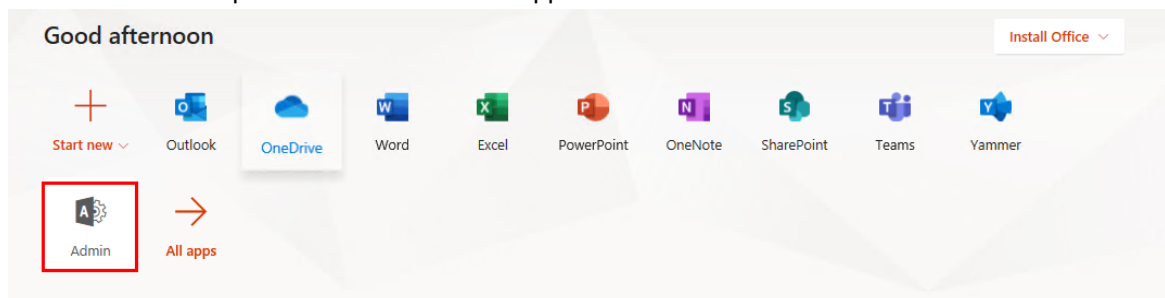 Good afternoon
Install Office
Start new
Outlook
OneDrive
Word
Excel
PowerPoint
OneNote
SharePoint
Teams
Yammer
Admin
All apps